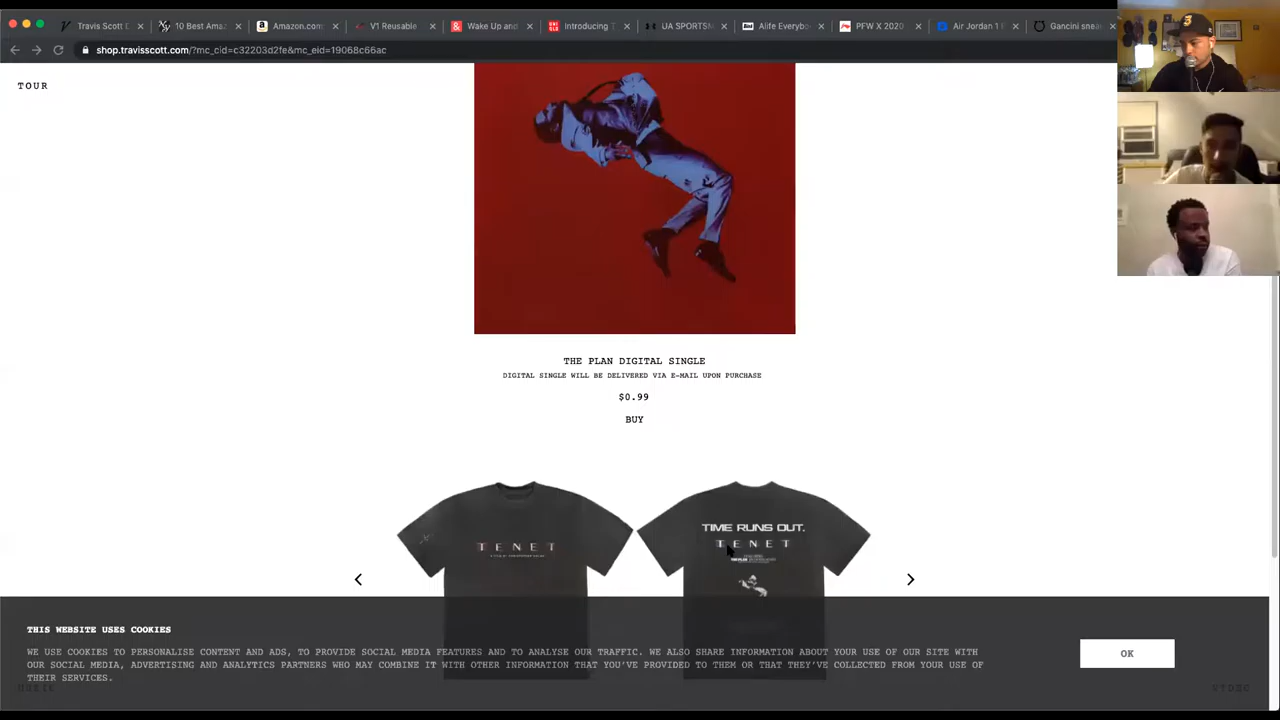 Travis Scott
10 Best Ama
Amazon.com
V1 Reusable
Wake Up and
Introducing T
UA SPORTSM
Alife Everybo
PFW X 2020
Air Jordan 1
Gancini sneak
shop.travisscott.com/?mc_cid=c32203d2fe&mc_eid=19068c66ac
TOUR
THE PLAN DIGITAL SINGLE
DIGITAL SINGLE WILL BE DELIVERED VIA E-MAIL UPON PURCHASE
$0.99
BUY
TENET
TIME RUNS OUT.
TENET
THIS WEBSITE USES COOKIES
WE USE COOKIES TO PERSONALISE CONTENT AND ADS, TO PROVIDE SOCIAL MEDIA FEATURES AND TO ANALYSE OUR TRAFFIC. WE ALSO SHARE INFORMATION ABOUT YOUR USE OF OUR SITE WITH
OUR SOCIAL MEDIA, ADVERTISING AND ANALYTICS PARTNERS WHO MAY COMBINE IT WITH OTHER INFORMATION THAT YOU'VE PROVIDED TO THEM OR THAT THEY'VE COLLECTED FROM YOUR USE OF
THEIR SERVICES.
OK
MUSIC
VIDEO